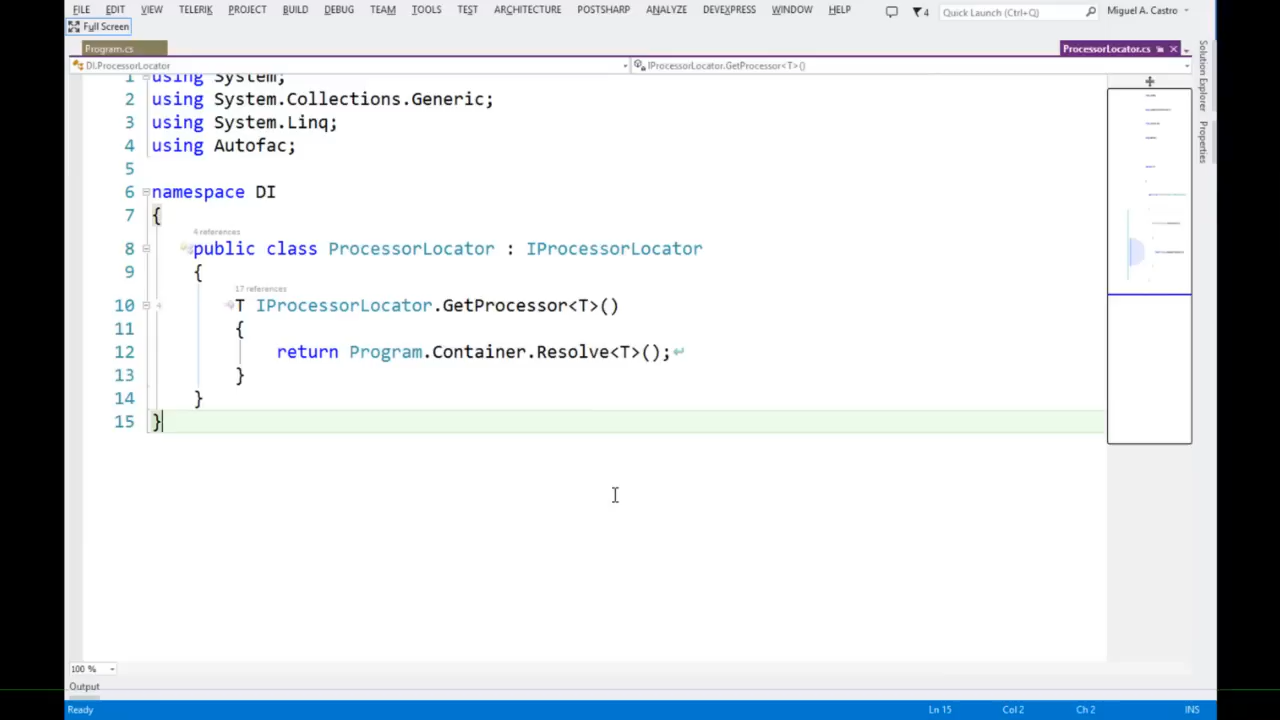 FILE EDIT VIEW TELERIK PROJECT BUILD DEBUG TEAM TOOLS TEST ARCHITECTURE POSTSHARP ANALYZE DEVEXPRESS WINDOW HELP 4 Quick Launch (Ctrl+Q) Miguel A. Castro
Full Screen
Program.cs ProcessorLocator.cs
DI.ProcessorLocator IProcessorLocator.GetProcessor<T>()
1 using System;
2 using System.Collections.Generic;
3 using System.Linq;
4 using Autofac;
5
6 namespace DI
7 {
4 references
8 public class ProcessorLocator : IProcessorLocator
9 {
17 references
10 T IProcessorLocator.GetProcessor<T>()
11 {
12 return Program.Container.Resolve<T>();
13 }
14 }
15 }
Solution Explorer
Properties
100 %
Output
Ready Ln 15 Col 2 Ch 2 INS